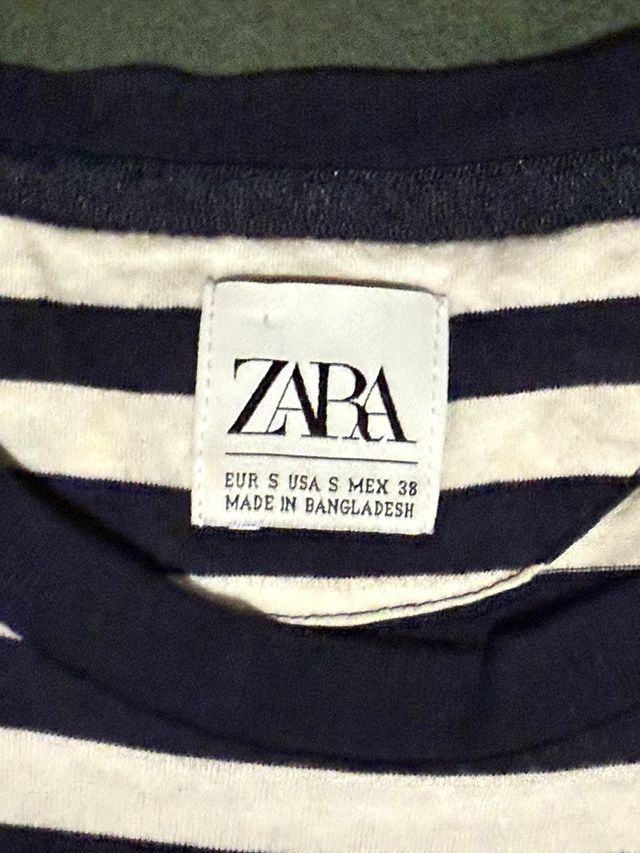 ZARA
EUR S USA S MEX 38
MADE IN BANGLADESH